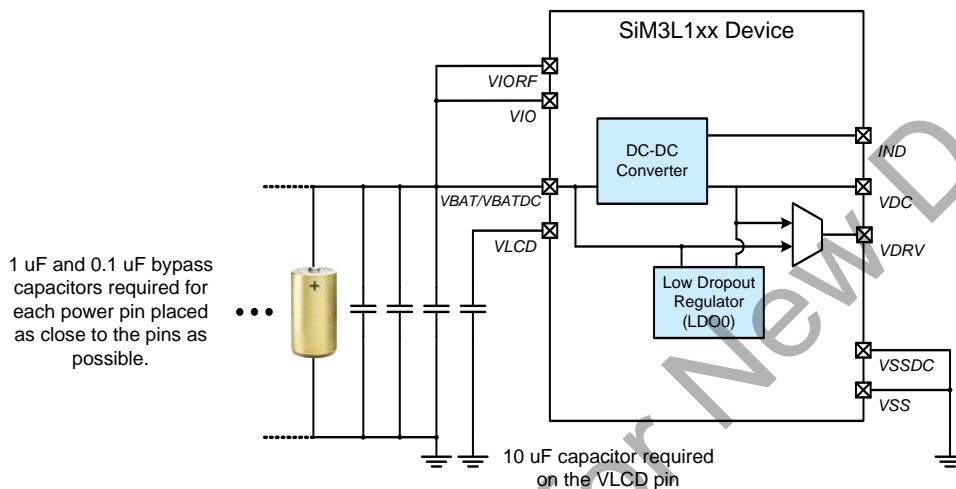 SiM3L1xx Device
VIORF
VIO
DC-DC
Converter
IND
VBAT/VBATDC
VDC
VLCD
VDRV
1 uF and 0.1 uF bypass
capacitors required for
each power pin placed
as close to the pins as
possible.
+
Low Dropout
Regulator
(LDO0)
VSSDC
VSS
10 uF capacitor required
on the VLCD pin
or New D